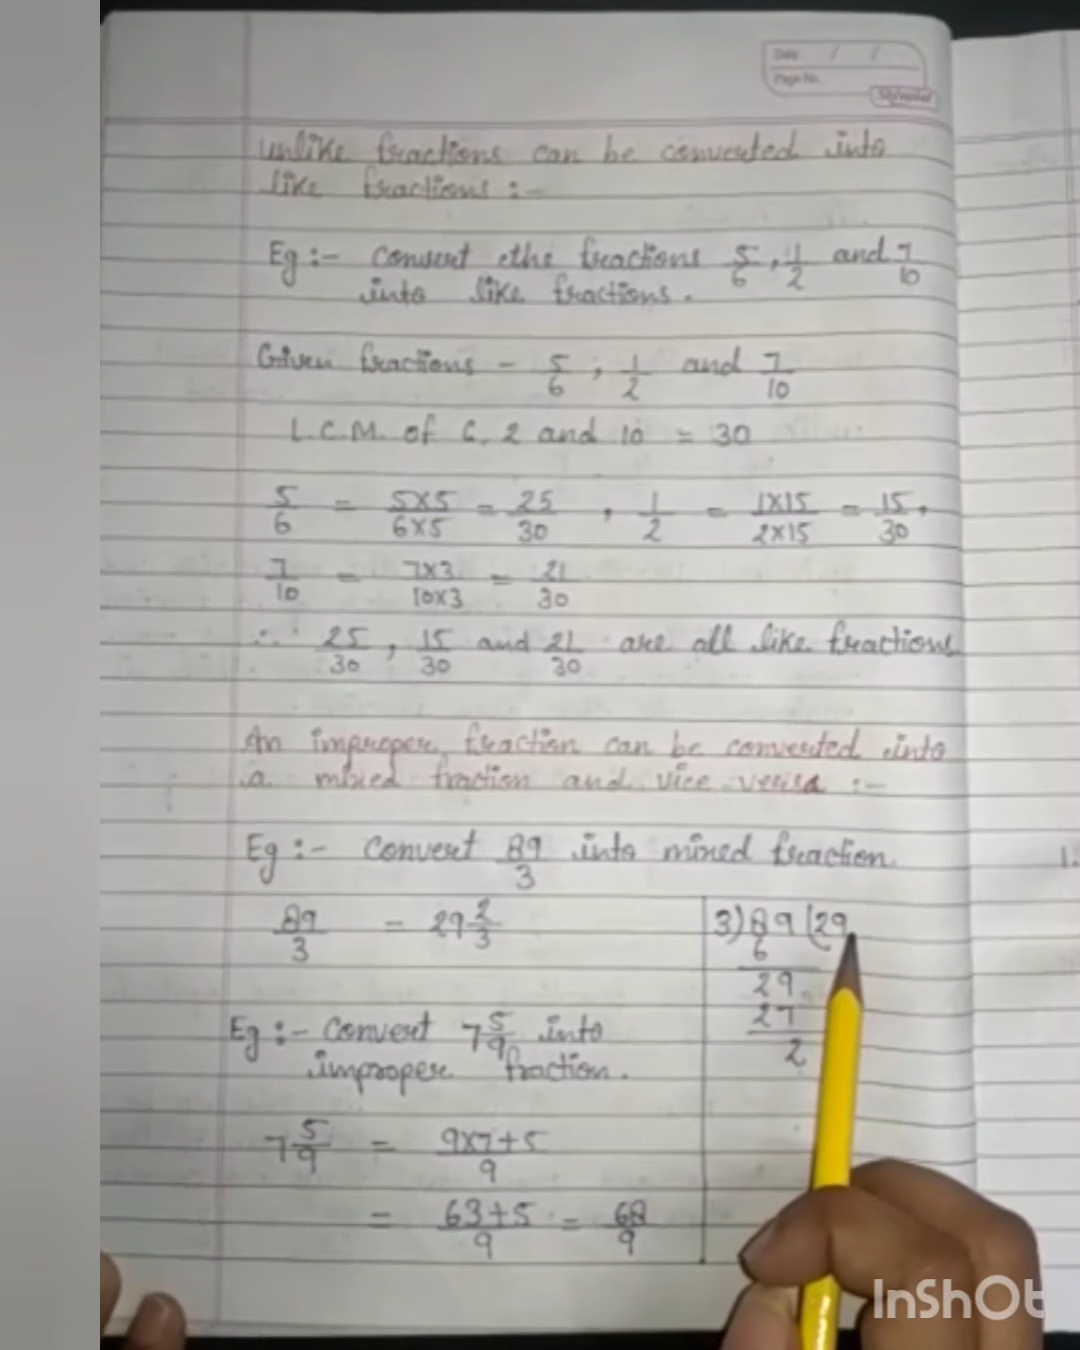 Date / /
Page No.
Unlike fractions can be converted into
like fractions :-
Eg :- Convert the fractions 5/6, 1/2 and 7/10
into like fractions.
Given fractions - 5/6, 1/2 and 7/10
L.C.M. of 6, 2 and 10 = 30
5/6 = 5×5/6×5 = 25/30, 1/2 = 1×15/2×15 = 15/30,
7/10 = 7×3/10×3 = 21/30
∴ 25/30, 15/30 and 21/30 are all like fractions
An improper fraction can be converted into
a mixed fraction and vice versa :-
Eg :- Convert 89/3 into mixed fraction.
89/3 = 29 2/3
3)89(29
6
29
27
2
Eg :- Convert 7 5/9 into
improper fraction.
7 5/9 = 9×7+5/9
= 63+5/9 = 68/9
1.
InShOt